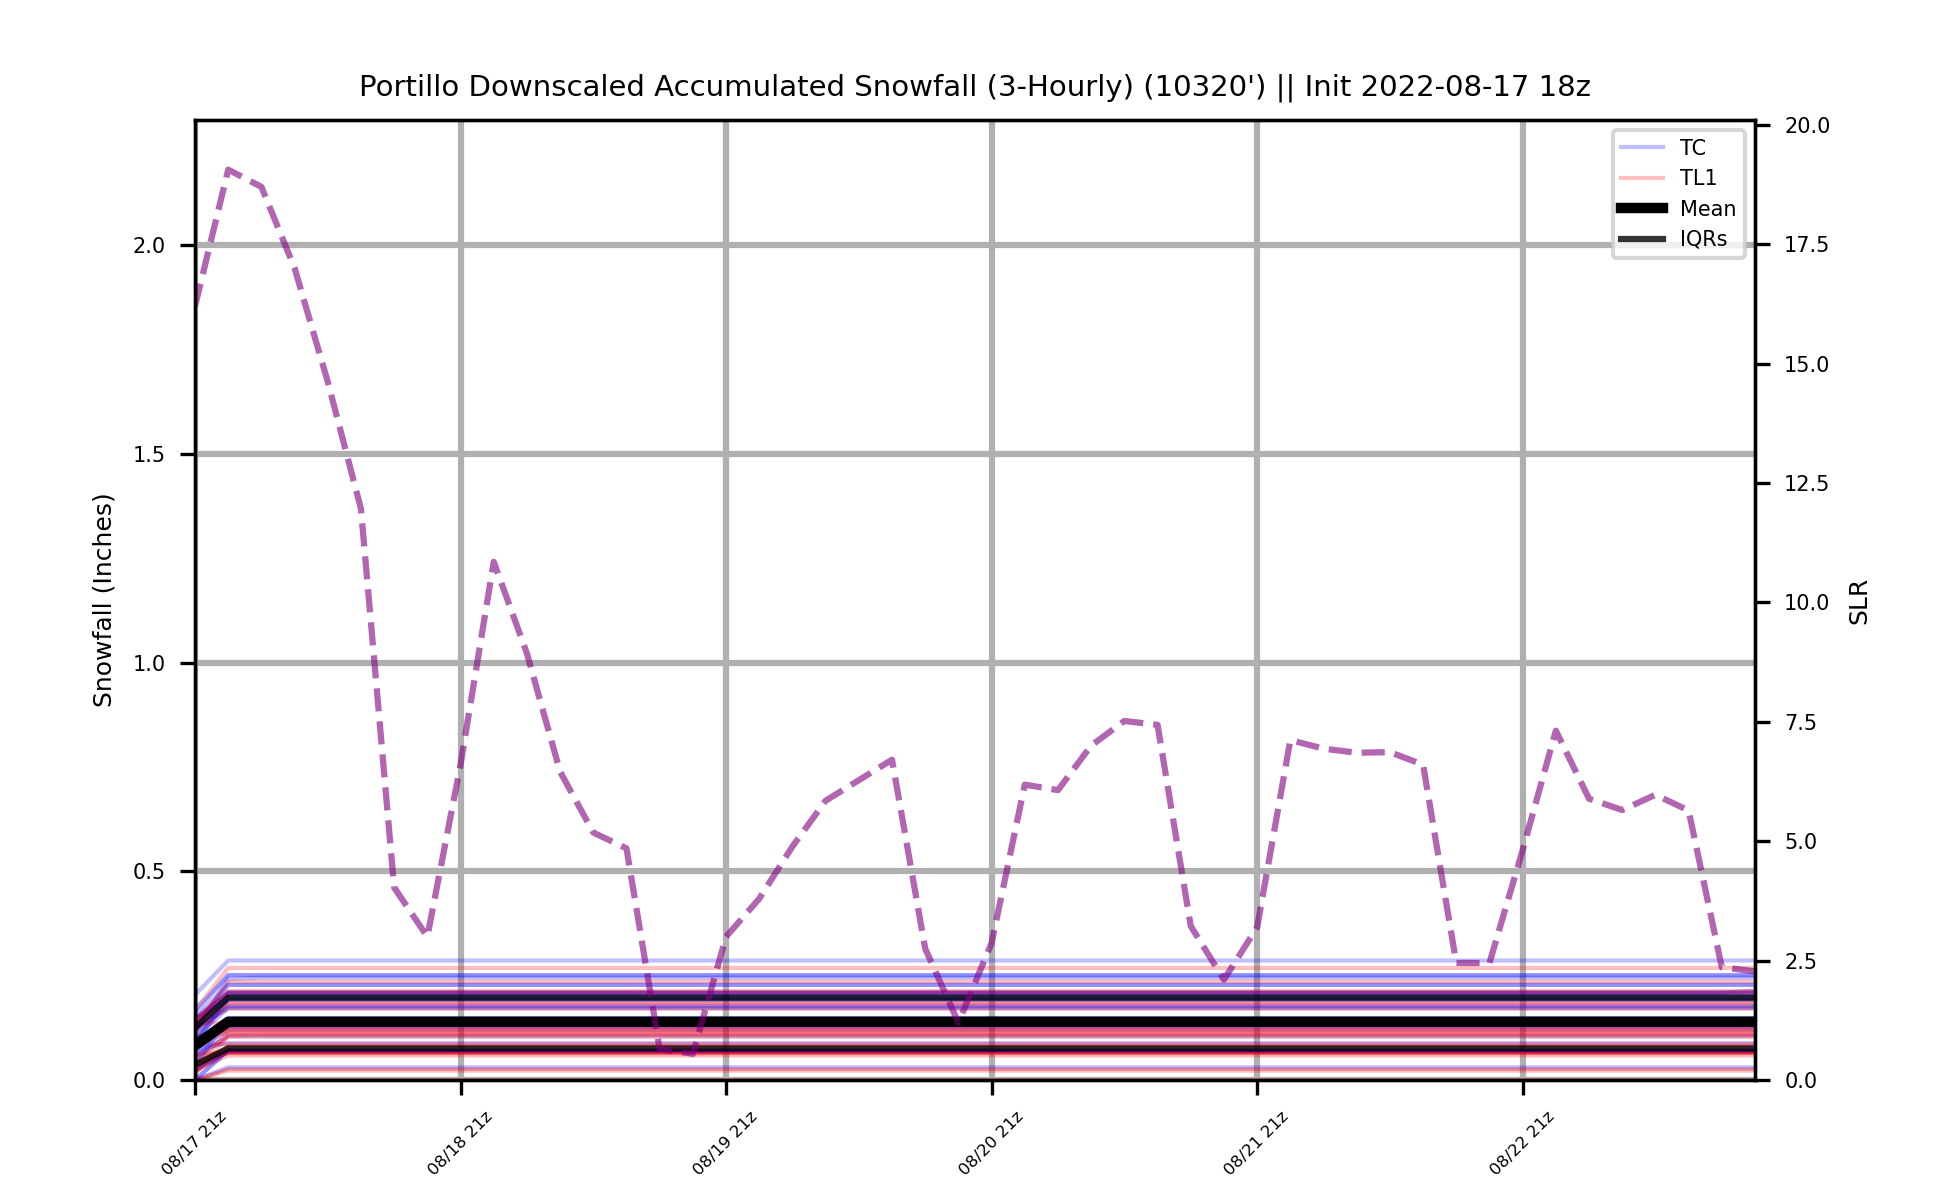 Portillo Downscaled Accumulated Snowfall (3-Hourly) (10320') || Init 2022-08-17 18z
TC
TL1
Mean
IQRs
Snowfall (Inches)
2.0
1.5
1.0
0.5
0.0
20.0
17.5
15.0
12.5
10.0
7.5
5.0
2.5
0.0
SLR
08/17 21z
08/18 21z
08/19 21z
08/20 21z
08/21 21z
08/22 21z